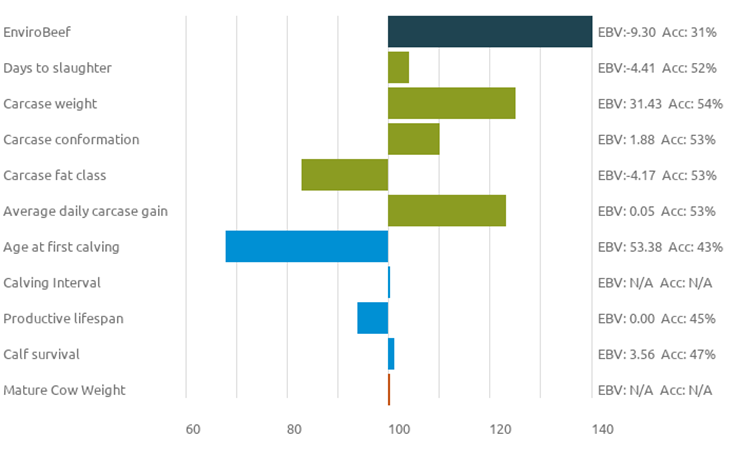 EnviroBeef EBV:-9.30 Acc: 31%
Days to slaughter EBV:-4.41 Acc: 52%
Carcase weight EBV: 31.43 Acc: 54%
Carcase conformation EBV: 1.88 Acc: 53%
Carcase fat class EBV:-4.17 Acc: 53%
Average daily carcase gain EBV: 0.05 Acc: 53%
Age at first calving EBV: 53.38 Acc: 43%
Calving Interval EBV: N/A Acc: N/A
Productive lifespan EBV: 0.00 Acc: 45%
Calf survival EBV: 3.56 Acc: 47%
Mature Cow Weight EBV: N/A Acc: N/A
60 80 100 120 140